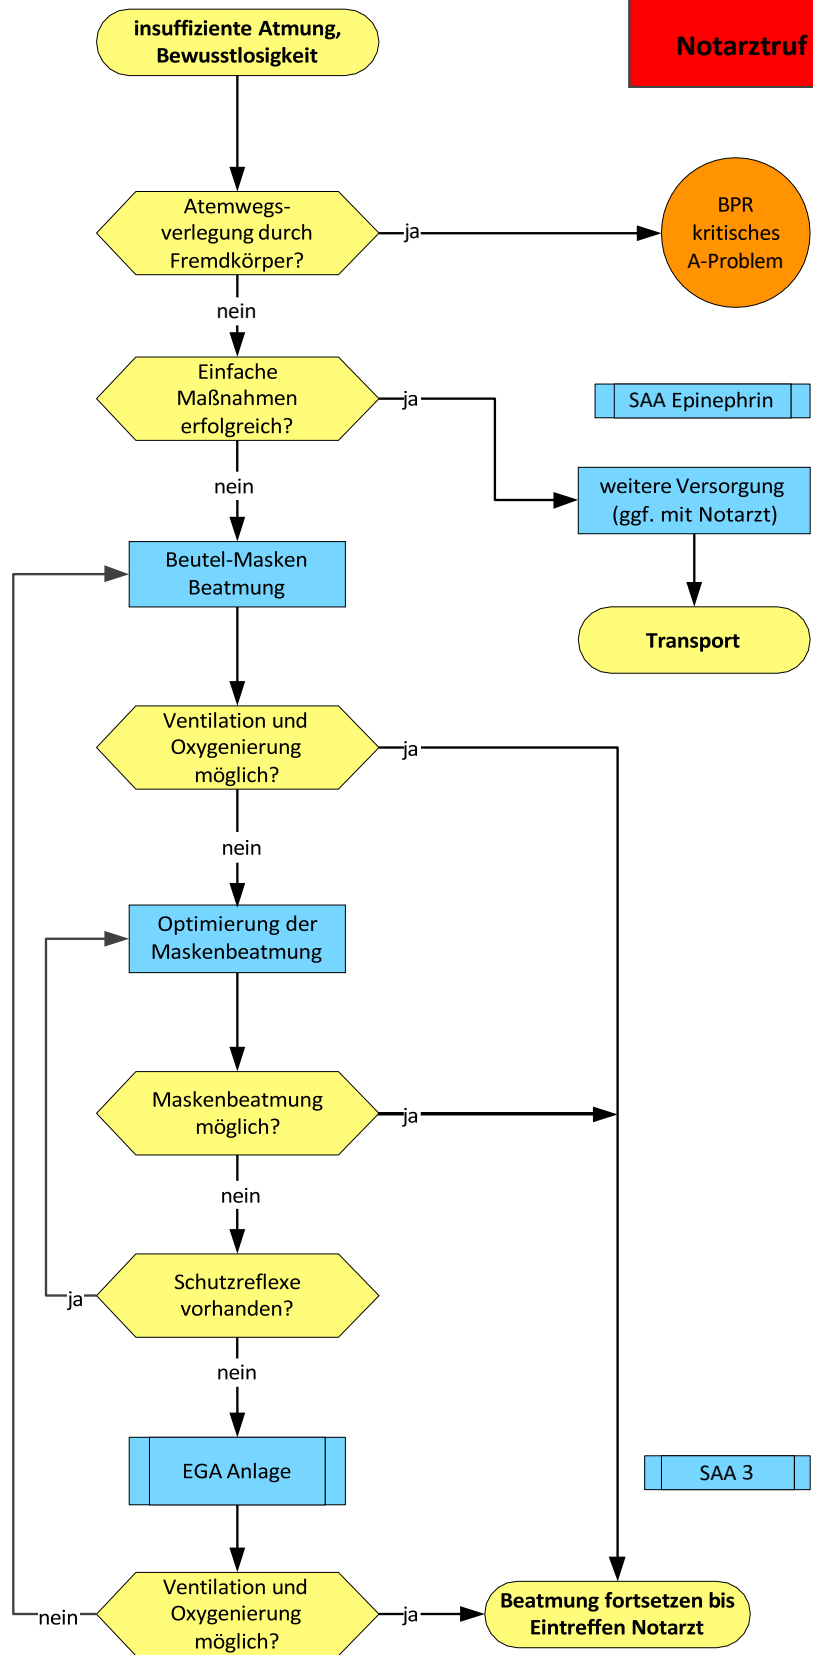 insuffiziente Atmung,
Bewusstlosigkeit
Notarztruf
Atemwegs-
verlegung durch
Fremdkörper?
ja
BPR
kritisches
A-Problem
nein
Einfache
Maßnahmen
erfolgreich?
ja
SAA Epinephrin
nein
weitere Versorgung
(ggf. mit Notarzt)
Beutel-Masken
Beatmung
Transport
Ventilation und
Oxygenierung
möglich?
ja
nein
Optimierung der
Maskenbeatmung
Maskenbeatmung
möglich?
ja
nein
Schutzreflexe
vorhanden?
ja
nein
EGA Anlage
SAA 3
Ventilation und
Oxygenierung
möglich?
nein
ja
Beatmung fortsetzen bis
Eintreffen Notarzt